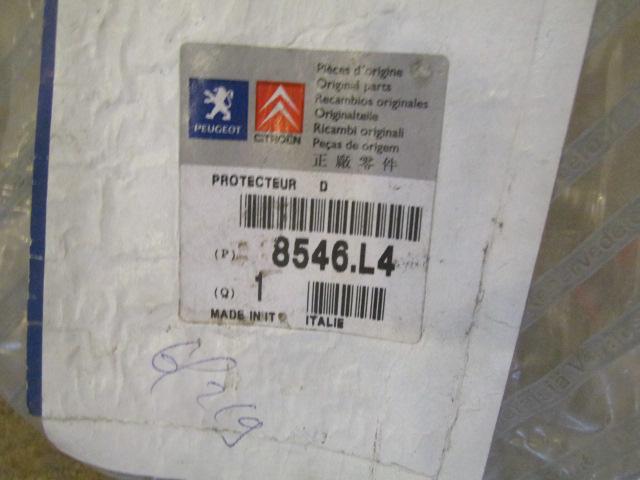 Pièces d'origine
Original parts
Recambios originales
Originalteile
Ricambi originali
Peças de origem
正廠零件
PEUGEOT
CITROËN
PROTECTEUR D
(P) 8546.L4
(Q) 1
MADE IN IT ITALIE